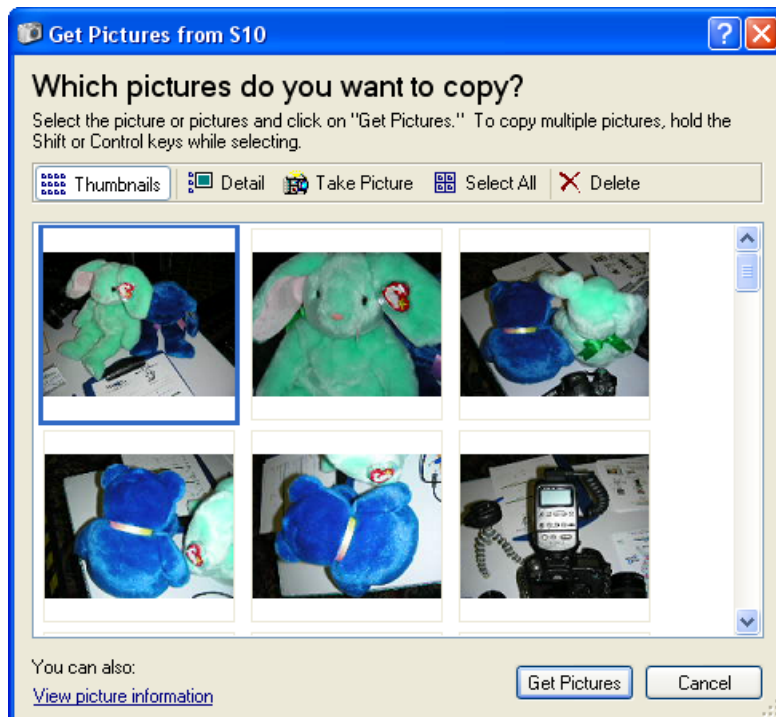 Get Pictures from S10
Which pictures do you want to copy?
Select the picture or pictures and click on "Get Pictures." To copy multiple pictures, hold the
Shift or Control keys while selecting.
Thumbnails Detail Take Picture Select All Delete
You can also:
View picture information
Get Pictures Cancel